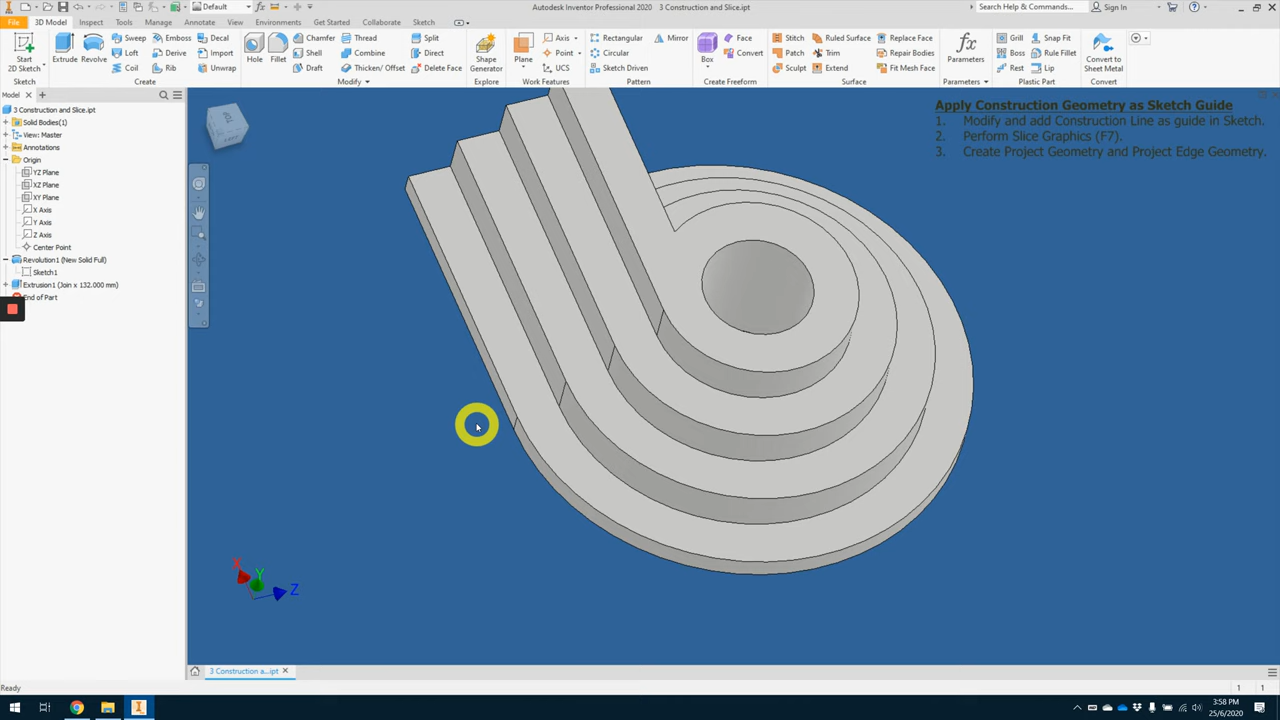 Default
Autodesk Inventor Professional 2020 3 Construction and Slice.ipt
Search Help & Commands...
Sign In
File 3D Model Inspect Tools Manage Annotate View Environments Get Started Collaborate Sketch
Start
2D Sketch
Sketch
Extrude
Revolve
Sweep
Loft
Coil
Emboss
Derive
Rib
Decal
Import
Unwrap
Create
Hole
Fillet
Chamfer
Shell
Draft
Thread
Combine
Thicken/ Offset
Split
Direct
Delete Face
Modify
Shape
Generator
Explore
Plane
Axis
Point
UCS
Work Features
Rectangular
Circular
Sketch Driven
Mirror
Pattern
Box
Face
Convert
Create Freeform
Stitch
Patch
Sculpt
Ruled Surface
Trim
Extend
Replace Face
Repair Bodies
Fit Mesh Face
Surface
fx
Parameters
Parameters
Grill
Boss
Rest
Snap Fit
Rule Fillet
Lip
Plastic Part
Convert to
Sheet Metal
Convert
Model
3 Construction and Slice.ipt
Solid Bodies(1)
View: Master
Annotations
Origin
YZ Plane
XZ Plane
XY Plane
X Axis
Y Axis
Z Axis
Center Point
Revolution1 (New Solid Full)
Sketch1
Extrusion1 (Join x 132.000 mm)
End of Part
Apply Construction Geometry as Sketch Guide
1. Modify and add Construction Line as guide in Sketch.
2. Perform Slice Graphics (F7).
3. Create Project Geometry and Project Edge Geometry.
X
Y
Z
3 Construction a...ipt
Ready
1 1
3:58 PM
25/6/2020